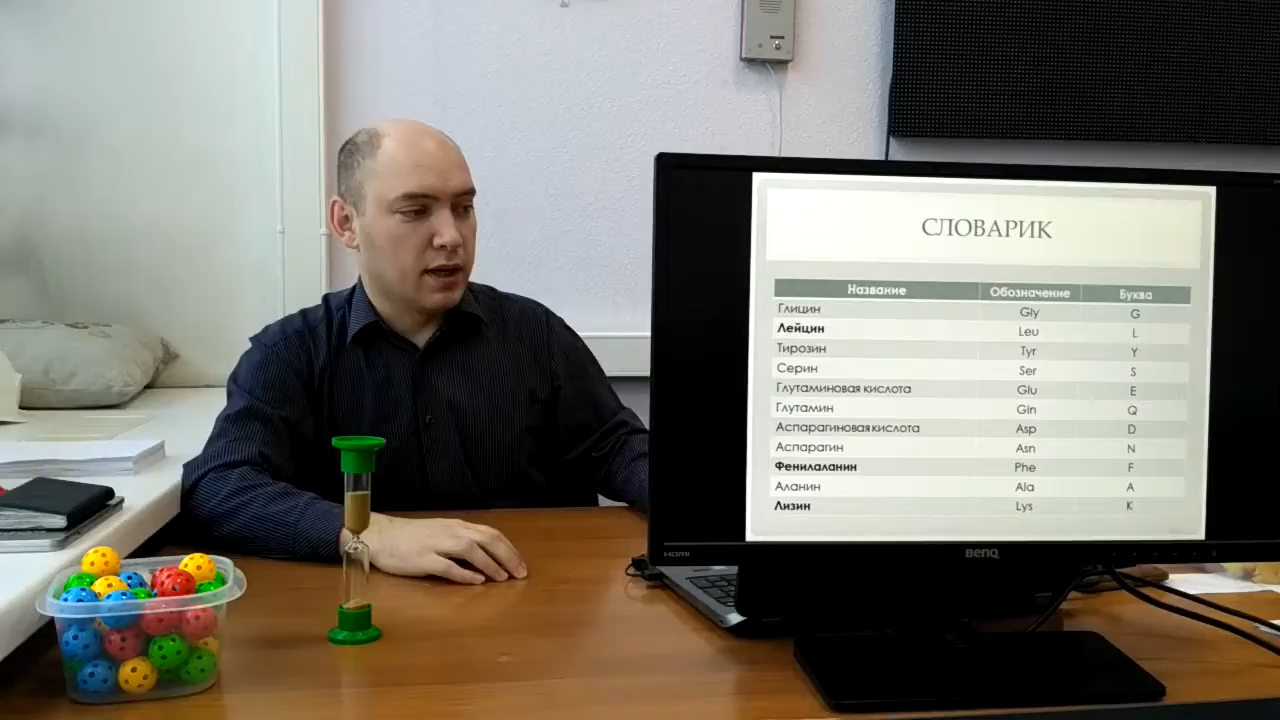 СЛОВАРИК
Название Обозначение Буква
Глицин Gly G
Лейцин Leu L
Тирозин Tyr Y
Серин Ser S
Глутаминовая кислота Glu E
Глутамин Gln Q
Аспарагиновая кислота Asp D
Аспарагин Asn N
Фенилаланин Phe F
Аланин Ala A
Лизин Lys K
HDMI
BenQ